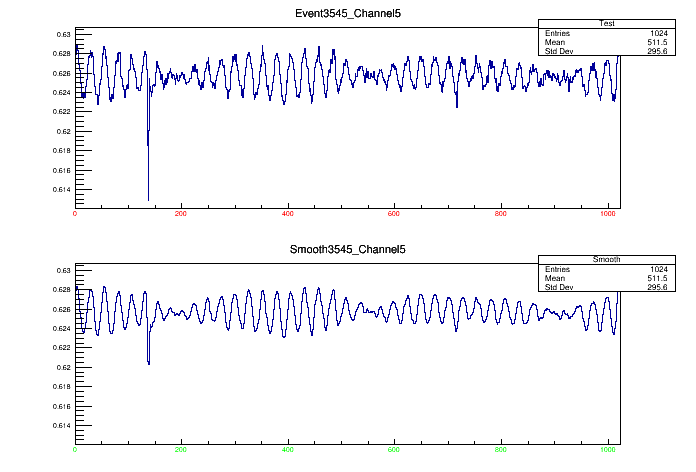 Event3545_Channel5
Test
Entries 1024
Mean 511.5
Std Dev 295.6
0.63
0.628
0.626
0.624
0.622
0.62
0.618
0.616
0.614
0 200 400 600 800 1000
Smooth3545_Channel5
Smooth
Entries 1024
Mean 511.5
Std Dev 295.6
0.63
0.628
0.626
0.624
0.622
0.62
0.618
0.616
0.614
0 200 400 600 800 1000